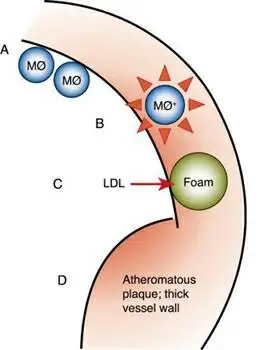 A
MØ
MØ
B
MØ⁺
C
LDL
Foam
D
Atheromatous
plaque; thick
vessel wall